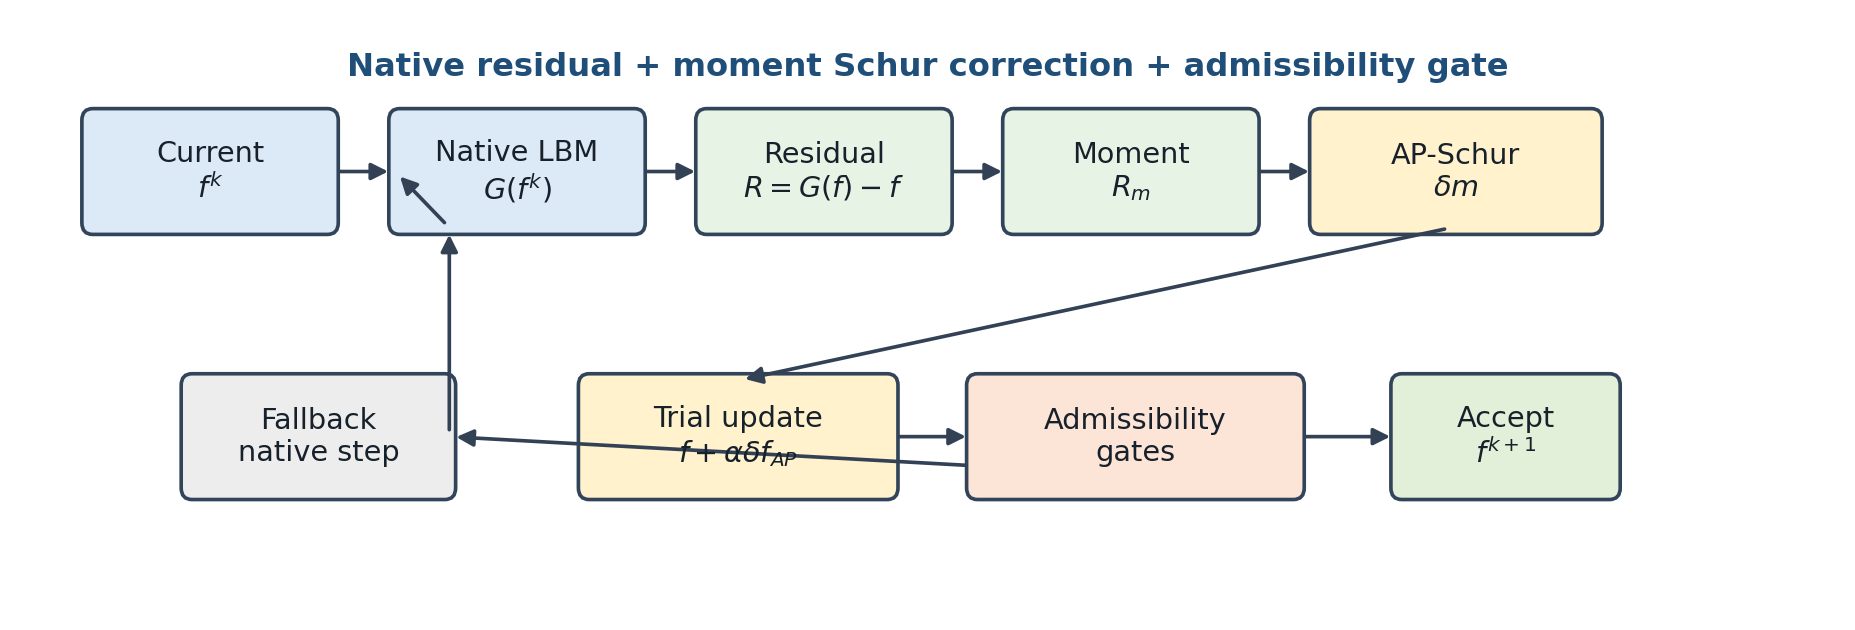 Native residual + moment Schur correction + admissibility gate
Current
f^k
Native LBM
G(f^k)
Residual
R = G(f) − f
Moment
R_m
AP-Schur
δm
Fallback
native step
Trial update
f + αδf_AP
Admissibility
gates
Accept
f^{k+1}